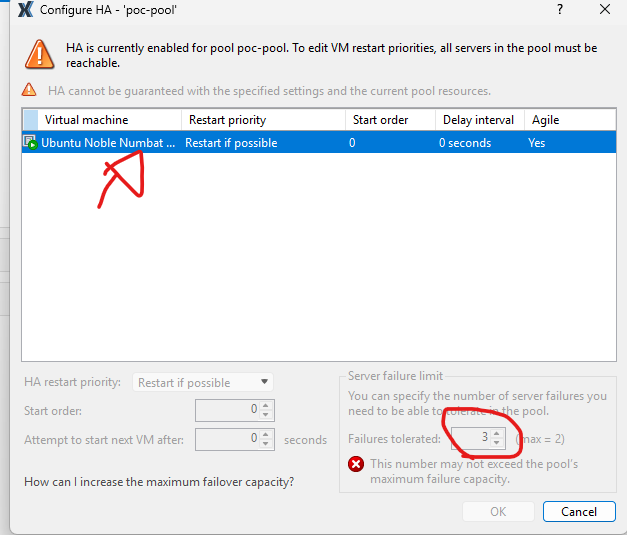 Configure HA - 'poc-pool'
HA is currently enabled for pool poc-pool. To edit VM restart priorities, all servers in the pool must be
reachable.
HA cannot be guaranteed with the specified settings and the current pool resources.
Virtual machine Restart priority Start order Delay interval Agile
Ubuntu Noble Numbat ... Restart if possible 0 0 seconds Yes
HA restart priority: Restart if possible
Start order: 0
Attempt to start next VM after: 0 seconds
How can I increase the maximum failover capacity?
Server failure limit
You can specify the number of server failures you
need to be able to tolerate in the pool.
Failures tolerated: 3 (max = 2)
This number may not exceed the pool's
maximum failure capacity.
OK Cancel